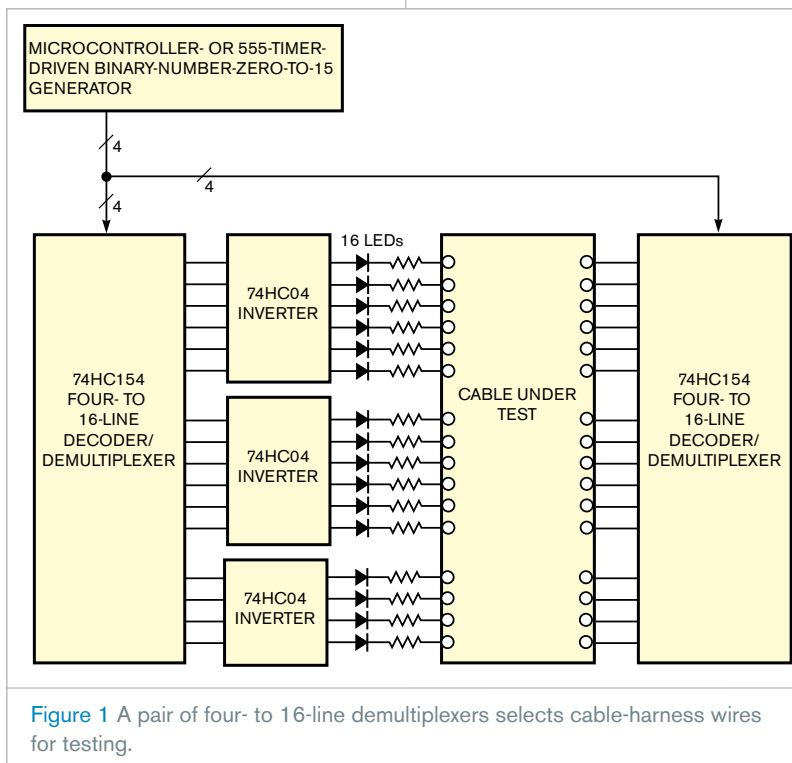 MICROCONTROLLER- OR 555-TIMER-
DRIVEN BINARY-NUMBER-ZERO-TO-15
GENERATOR
4
4
4
16 LEDs
74HC154
FOUR- TO
16-LINE
DECODER/
DEMULTIPLEXER
74HC04
INVERTER
74HC04
INVERTER
74HC04
INVERTER
CABLE UNDER
TEST
74HC154
FOUR- TO
16-LINE
DECODER/
DEMULTIPLEXER
Figure 1 A pair of four- to 16-line demultiplexers selects cable-harness wires
for testing.